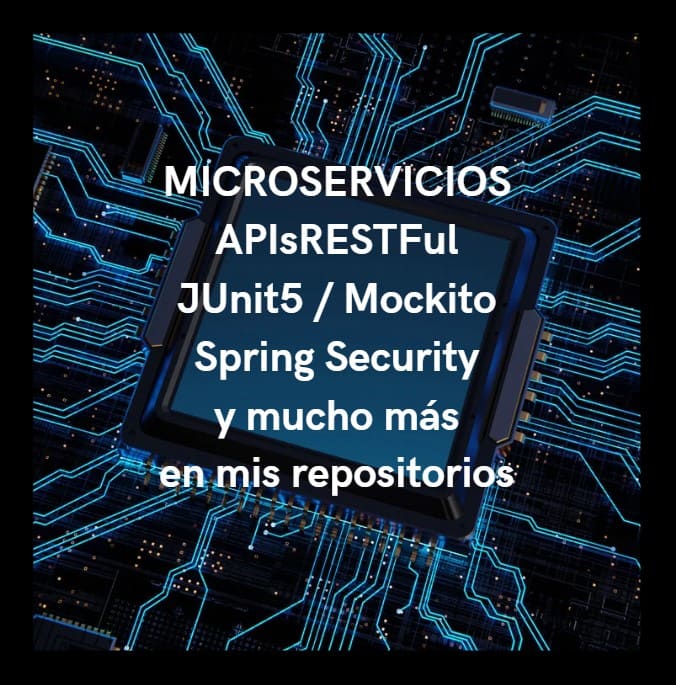 MICROSERVICIOS
APIsRESTFul
JUnit5 / Mockito
Spring Security
y mucho más
en mis repositorios